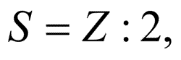 S = Z : 2,